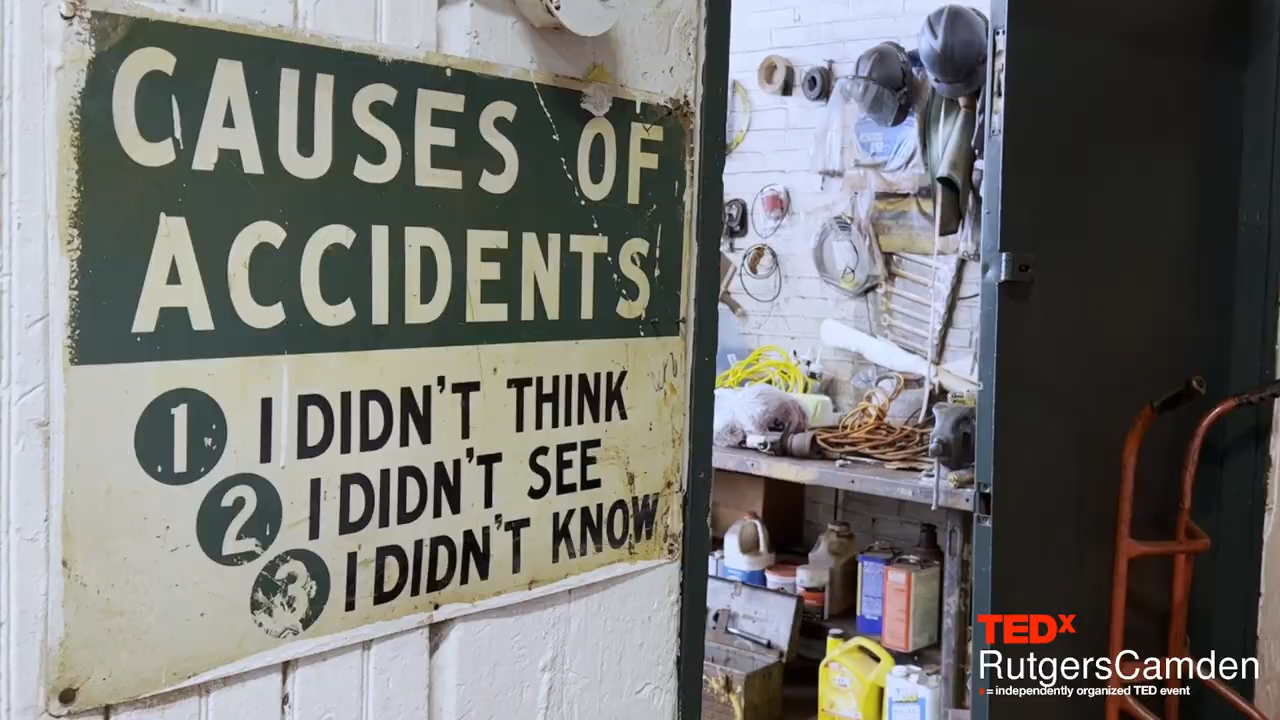 CAUSES OF
ACCIDENTS
1 I DIDN'T THINK
2 I DIDN'T SEE
3 I DIDN'T KNOW
TEDx
RutgersCamden
x = independently organized TED event